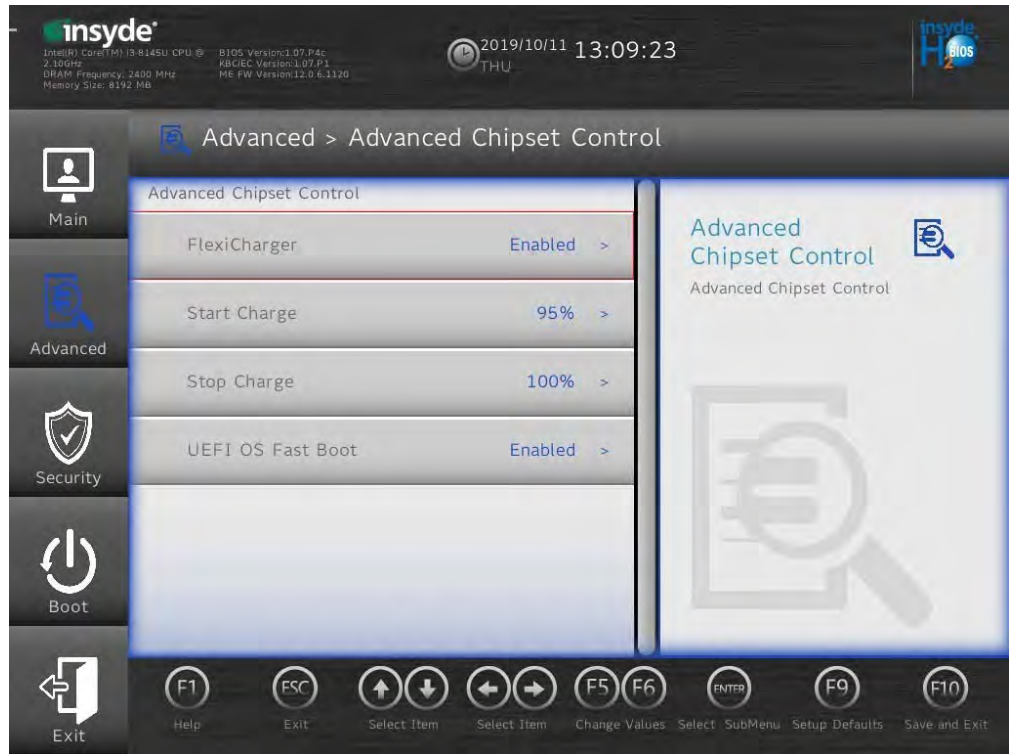 insyde®
Intel(R) Core(TM) i3-8145U CPU @
2.10GHz
DRAM Frequency: 2400 MHz
Memory Size: 8192 MB
BIOS Version:1.07.P4c
KBC/EC Version:1.07.P1
ME FW Version:12.0.6.1120
2019/10/11 13:09:23
THU
insyde
H2O BIOS
Advanced > Advanced Chipset Control
Main
Advanced
Security
Boot
Exit
Advanced Chipset Control
FlexiCharger Enabled >
Start Charge 95% >
Stop Charge 100% >
UEFI OS Fast Boot Enabled >
Advanced
Chipset Control
Advanced Chipset Control
F1 ESC F5 F6 ENTER F9 F10
Help Exit Select Item Select Item Change Values Select SubMenu Setup Defaults Save and Exit